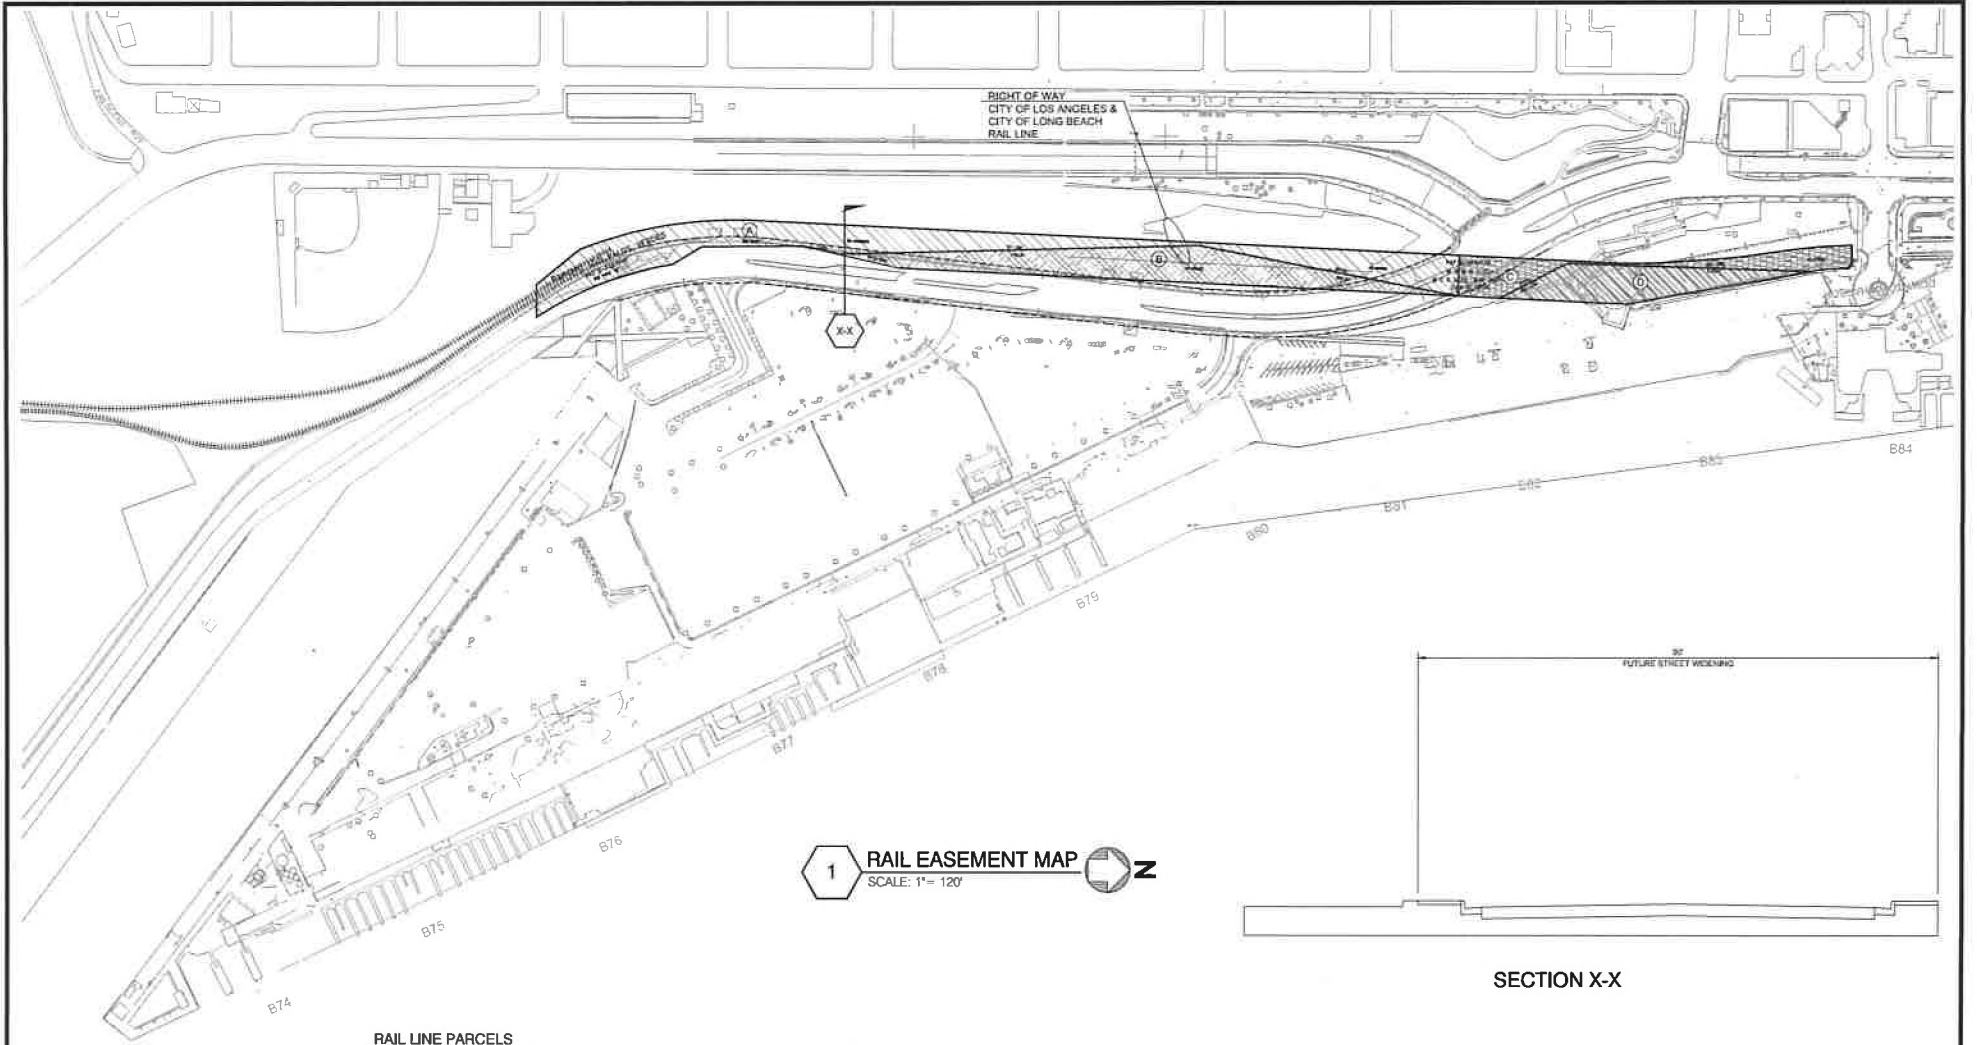 RIGHT OF WAY
CITY OF LOS ANGELES &
CITY OF LONG BEACH
RAIL LINE
A
B
C
D
X-X
B84
B83
B82
B81
B80
B79
B78
B77
B76
B75
B74
FUTURE STREET WIDENING
1
RAIL EASEMENT MAP
SCALE: 1"= 120'
N
SECTION X-X
RAIL LINE PARCELS